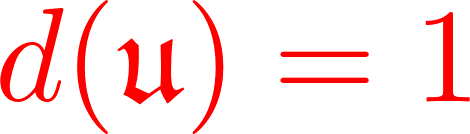 d(𝔲) = 1